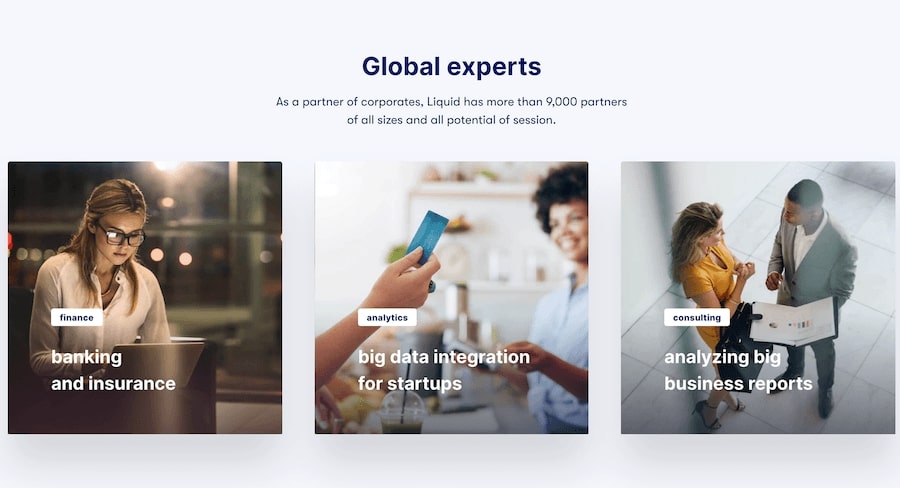 Global experts
As a partner of corporates, Liquid has more than 9,000 partners
of all sizes and all potential of session.
finance
banking
and insurance
analytics
big data integration
for startups
consulting
analyzing big
business reports